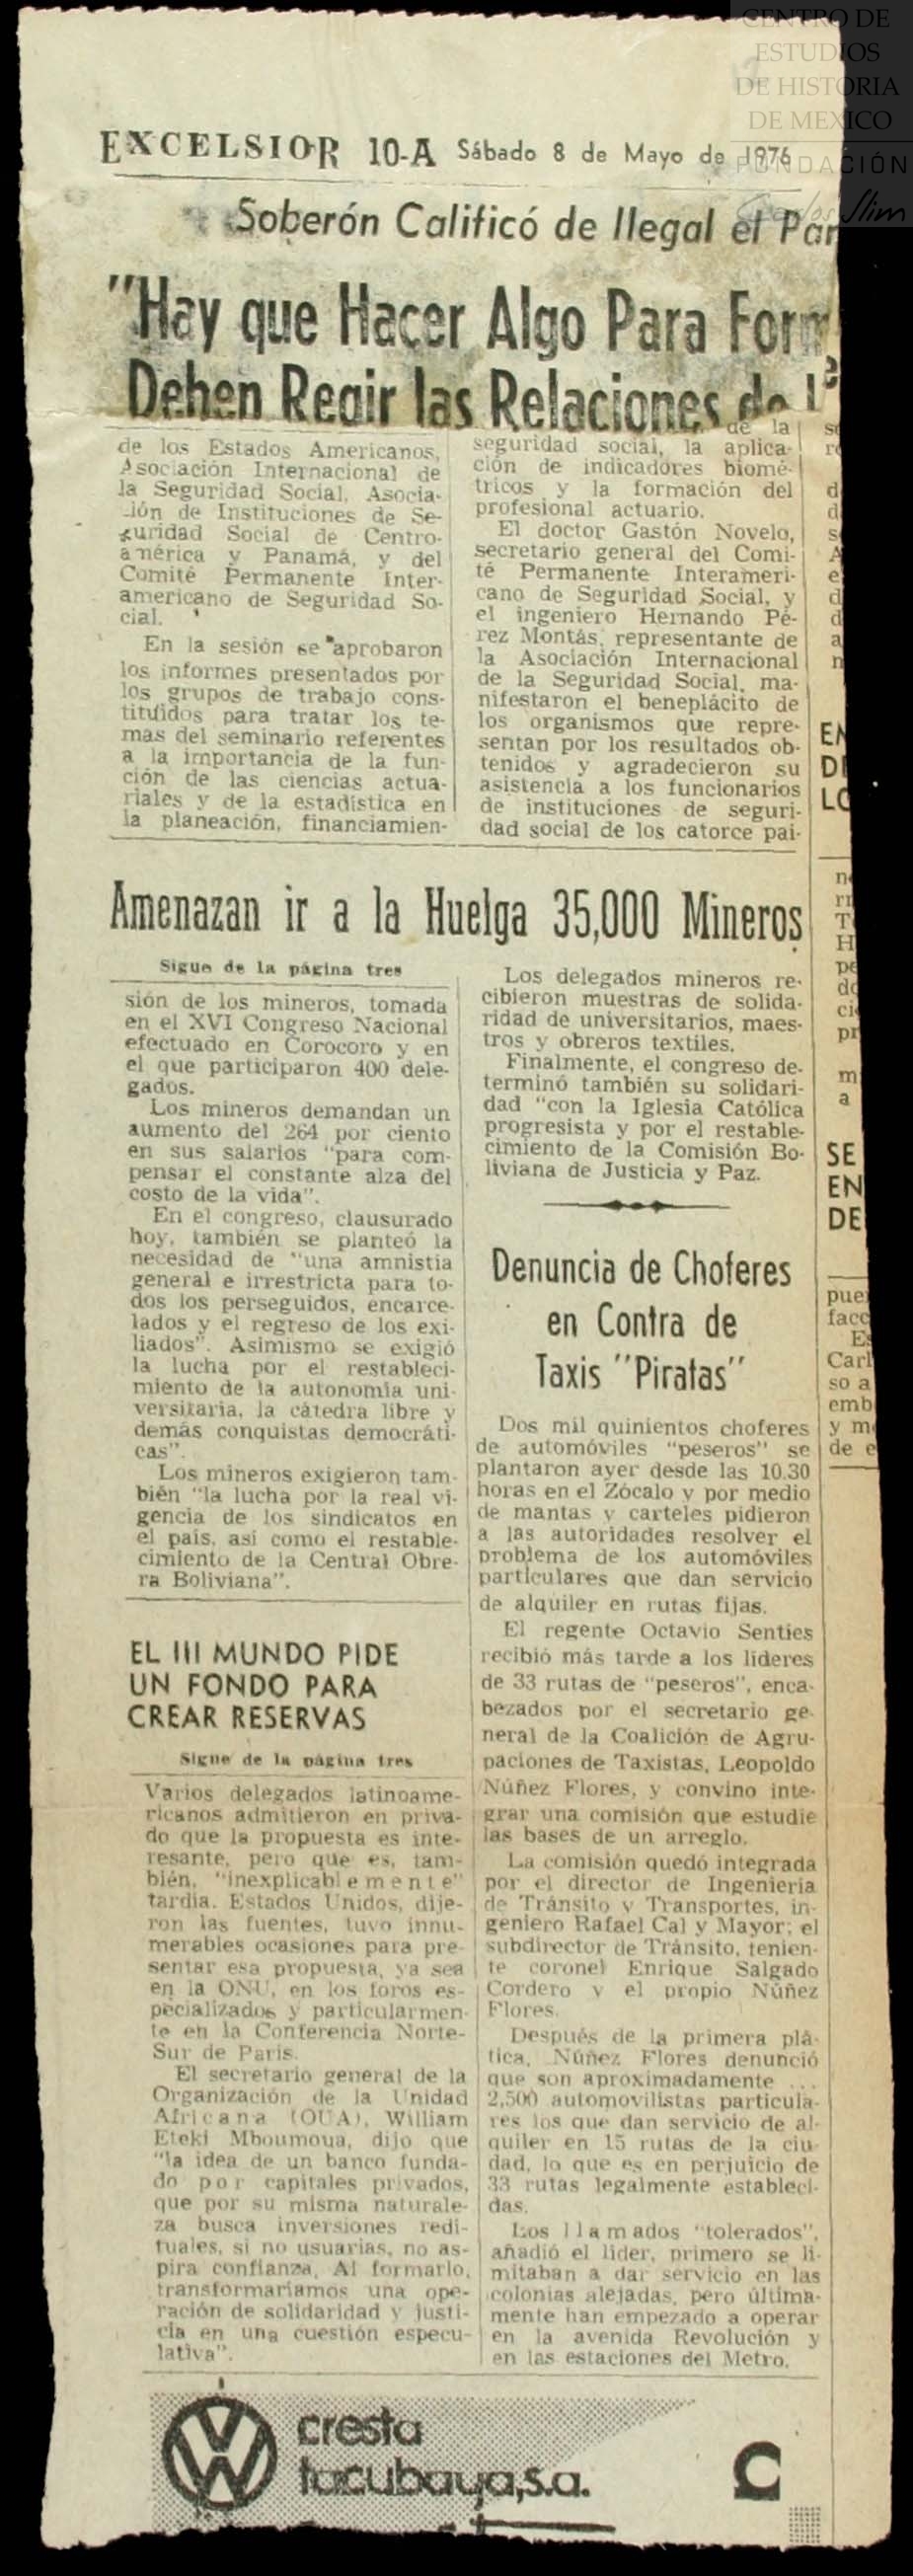 CENTRO DE
ESTUDIOS
DE HISTORIA
DE MEXICO
FUNDACIÓN
Carlos Slim
EXCELSIOR 10-A Sábado 8 de Mayo de 1976
Soberón Calificó de Ilegal el Par
"Hay que Hacer Algo Para Form
Deben Regir las Relaciones de
de los Estados Americanos,
Asociación Internacional de
la Seguridad Social, Asocia-
ción de Instituciones de Se-
guridad Social de Centro-
américa y Panamá, y del
Comité Permanente Inter-
americano de Seguridad So-
cial.
En la sesión se aprobaron
los informes presentados por
los grupos de trabajo cons-
tituídos para tratar los te-
mas del seminario referentes
a la importancia de la fun-
ción de las ciencias actua-
riales y de la estadística en
la planeación, financiamien-
de la
seguridad social, la aplica-
ción de indicadores biomé-
tricos y la formación del
profesional actuario.
El doctor Gastón Novelo,
secretario general del Comi-
té Permanente Interameri-
cano de Seguridad Social, y
el ingeniero Hernando Pé-
rez Montás, representante de
la Asociación Internacional
de la Seguridad Social, ma-
nifestaron el beneplácito de
los organismos que repre-
sentan por los resultados ob-
tenidos y agradecieron su
asistencia a los funcionarios
de instituciones de seguri-
dad social de los catorce paí-
Amenazan ir a la Huelga 35,000 Mineros
Sigue de la página tres
sión de los mineros, tomada
en el XVI Congreso Nacional
efectuado en Corocoro y en
el que participaron 400 dele-
gados.
Los mineros demandan un
aumento del 264 por ciento
en sus salarios "para com-
pensar el constante alza del
costo de la vida".
En el congreso, clausurado
hoy, también se planteó la
necesidad de "una amnistía
general e irrestricta para to-
dos los perseguidos, encarce-
lados y el regreso de los exi-
liados". Asimismo se exigió
la lucha por el restableci-
miento de la autonomía uni-
versitaria, la cátedra libre y
demás conquistas democráti-
cas".
Los mineros exigieron tam-
bién "la lucha por la real vi-
gencia de los sindicatos en
el país, así como el restable-
cimiento de la Central Obre-
ra Boliviana".
EL III MUNDO PIDE
UN FONDO PARA
CREAR RESERVAS
Sigue de la página tres
Varios delegados latinoame-
ricanos admitieron en priva-
do que la propuesta es inte-
resante, pero que es, tam-
bién, "inexplicablemente"
tardía. Estados Unidos, dije-
ron las fuentes, tuvo innu-
merables ocasiones para pre-
sentar esa propuesta, ya sea
en la ONU, en los foros es-
pecializados y particularmen-
te en la Conferencia Norte-
Sur de París.
El secretario general de la
Organización de la Unidad
Africana (OUA), William
Eteki Mboumoua, dijo que
"la idea de un banco funda-
do por capitales privados,
que por su misma naturale-
za busca inversiones redi-
tuales, si no usuarias, no as-
pira confianza, Al formarlo,
transformaríamos una ope-
ración de solidaridad y justi-
cia en una cuestión especu-
lativa".
Los delegados mineros re-
cibieron muestras de solida-
ridad de universitarios, maes-
tros y obreros textiles.
Finalmente, el congreso de-
terminó también su solidari-
dad "con la Iglesia Católica
progresista y por el restable-
cimiento de la Comisión Bo-
liviana de Justicia y Paz.
Denuncia de Choferes
en Contra de
Taxis "Piratas"
Dos mil quinientos choferes
de automóviles "peseros" se
plantaron ayer desde las 10.30
horas en el Zócalo y por medio
de mantas y carteles pidieron
a las autoridades resolver el
problema de los automóviles
particulares que dan servicio
de alquiler en rutas fijas.
El regente Octavio Senties
recibió más tarde a los líderes
de 33 rutas de "peseros", enca-
bezados por el secretario ge-
neral de la Coalición de Agru-
paciones de Taxistas, Leopoldo
Núñez Flores, y convino inte-
grar una comisión que estudie
las bases de un arreglo.
La comisión quedó integrada
por el director de Ingeniería
de Tránsito y Transportes, in-
geniero Rafael Cal y Mayor; el
subdirector de Tránsito, tenien-
te coronel Enrique Salgado
Cordero y el propio Núñez
Flores.
Después de la primera plá-
tica, Núñez Flores denunció
que son aproximadamente ...
2,500 automovilistas particula-
res los que dan servicio de al-
quiler en 15 rutas de la ciu-
dad, lo que es en perjuicio de
33 rutas legalmente estableci-
das.
Los llamados "tolerados",
añadió el líder, primero se li-
mitaban a dar servicio en las
colonias alejadas, pero última-
mente han empezado a operar
en la avenida Revolución y
en las estaciones del Metro.
EN
DE
LO
SE
EN
DE
pue
facc
Es
Carl
so a
emb
y m
de e
cresta
tacubaya,s.a.